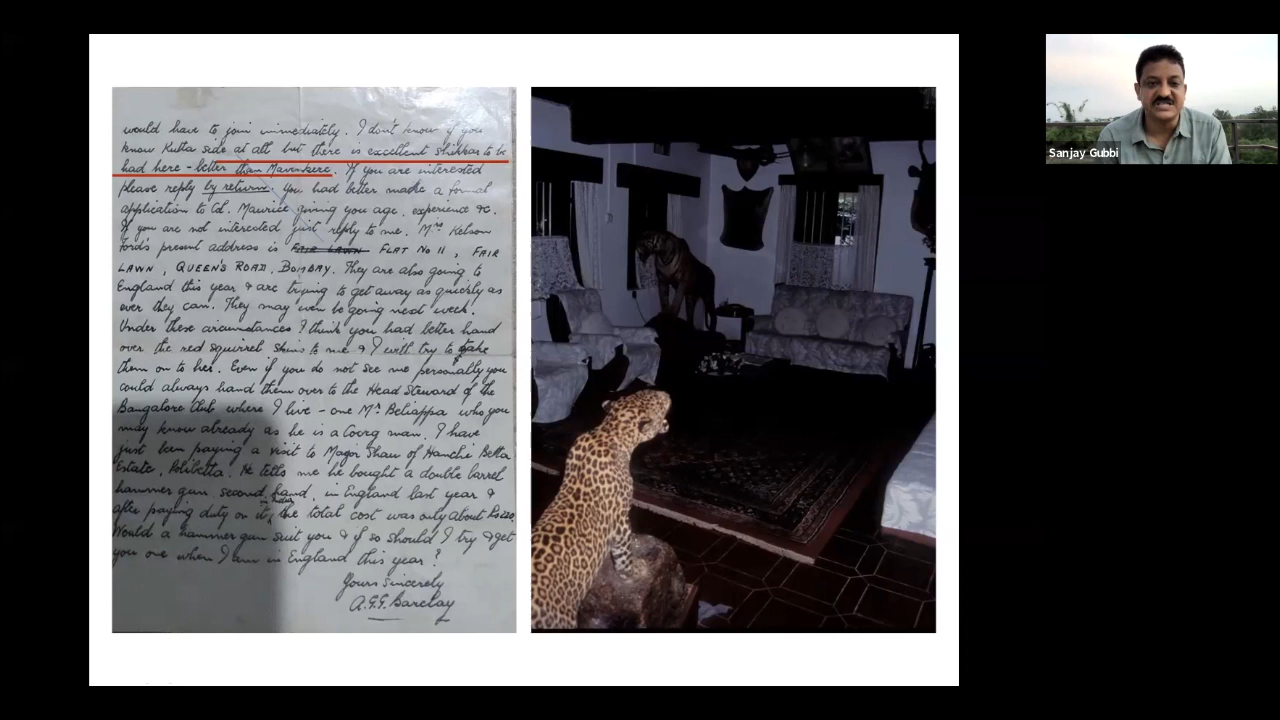 would have to join immediately. I don't know if you
know Kutta side at all but there is excellent shikkar to be
had here - better than Mavinkere. If you are interested
please reply by return. You had better make a formal
application to Col. Maurice giving you age, experience &c.
If you are not interested just reply to me. Mrs Kelson
Ford's present address is FAIR LAWN FLAT No 11, FAIR
LAWN, QUEEN'S ROAD, BOMBAY. They are also going to
England this year & are trying to get away as quickly as
ever they can. They may even be going next week.
Under these circumstances I think you had better hand
over the red squirrel skins to me & I will try to take
them on to her. Even if you do not see me personally you
could always hand them over to the Head Steward of the
Bangalore Club where I live - one Mr Beliappa who you
may know already as he is a Coorg man. I have
just been paying a visit to Major Shaw of Hamchi Betta
Estate, Polibetta. He tells me he bought a double barrel
hammer gun, second hand, in England last year &
after paying duty on it, in India the total cost was only about
Would a hammer gun suit you & if so should I try & get
you one when I am in England this year?
Yours Sincerely
A.G.G. Barclay
Sanjay Gubbi